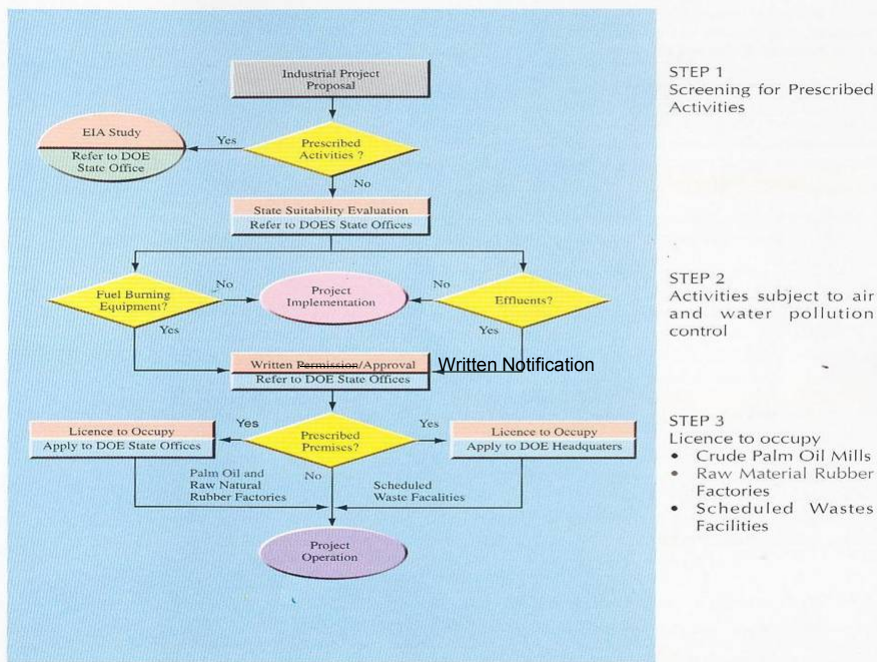 Industrial Project
Proposal
STEP 1
Screening for Prescribed
Activities
EIA Study
Refer to DOE
State Office
Yes
Prescribed
Activities ?
No
State Suitability Evaluation
Refer to DOES State Offices
STEP 2
Activities subject to air
and water pollution
control
Fuel Burning
Equipment?
No
Project
Implementation
No
Effluents?
Yes
Yes
Written Permission/Approval
Refer to DOE State Offices
Written Notification
STEP 3
Licence to occupy
• Crude Palm Oil Mills
• Raw Material Rubber
Factories
• Scheduled Wastes
Facilities
Licence to Occupy
Apply to DOE State Offices
Yes
Prescribed
Premises?
Yes
Licence to Occupy
Apply to DOE Headquaters
Palm Oil and
Raw Natural
Rubber Factories
No
Scheduled
Waste Facalities
Project
Operation